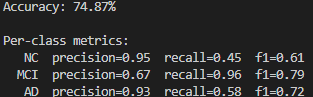 Accuracy: 74.87%
Per-class metrics:
NC precision=0.95 recall=0.45 f1=0.61
MCI precision=0.67 recall=0.96 f1=0.79
AD precision=0.93 recall=0.58 f1=0.72